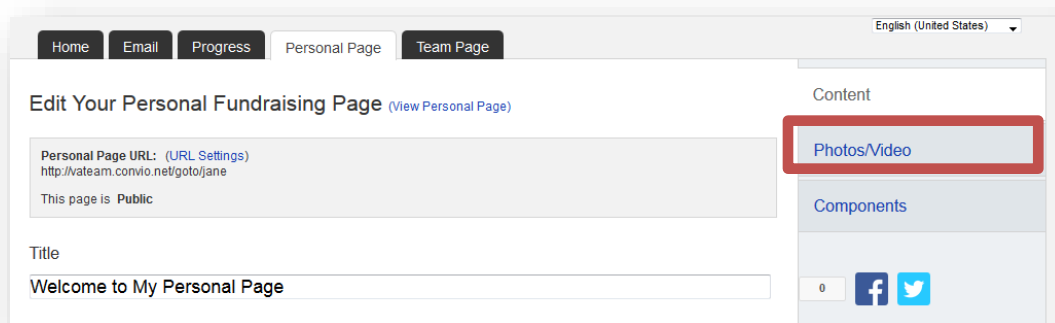 English (United States)
Home Email Progress Personal Page Team Page
Edit Your Personal Fundraising Page (View Personal Page)
Personal Page URL: (URL Settings)
http://vateam.convio.net/goto/jane
This page is Public
Title
Welcome to My Personal Page
Content
Photos/Video
Components
0